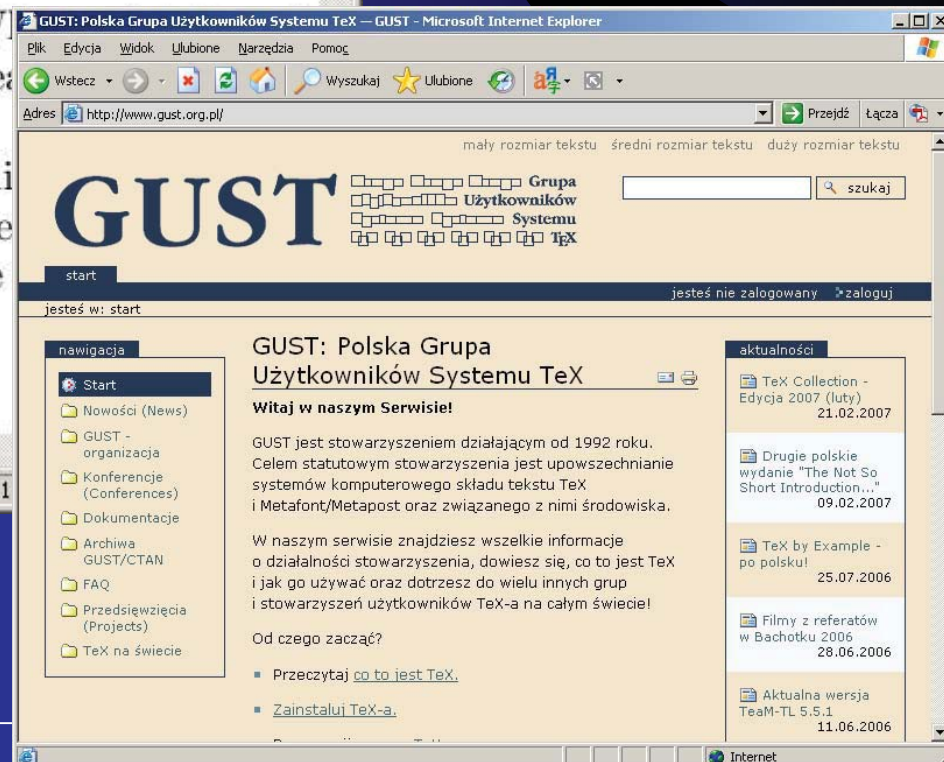 GUST: Polska Grupa Użytkowników Systemu TeX — GUST - Microsoft Internet Explorer
Plik Edycja Widok Ulubione Narzędzia Pomoc
Wstecz Wyszukaj Ulubione
Adres http://www.gust.org.pl/ Przejdź Łącza
mały rozmiar tekstu średni rozmiar tekstu duży rozmiar tekstu
GUST
Grupa
Użytkowników
Systemu
TEX
szukaj
start
jesteś nie zalogowany zaloguj
jesteś w: start
nawigacja
Start
Nowości (News)
GUST -
organizacja
Konferencje
(Conferences)
Dokumentacje
Archiwa
GUST/CTAN
FAQ
Przedsięwzięcia
(Projects)
TeX na świecie
GUST: Polska Grupa
Użytkowników Systemu TeX
Witaj w naszym Serwisie!
GUST jest stowarzyszeniem działającym od 1992 roku.
Celem statutowym stowarzyszenia jest upowszechnianie
systemów komputerowego składu tekstu TeX
i Metafont/Metapost oraz związanego z nimi środowiska.
W naszym serwisie znajdziesz wszelkie informacje
o działalności stowarzyszenia, dowiesz się, co to jest TeX
i jak go używać oraz dotrzesz do wielu innych grup
i stowarzyszeń użytkowników TeX-a na całym świecie!
Od czego zacząć?
Przeczytaj co to jest TeX.
Zainstaluj TeX-a.
aktualności
TeX Collection -
Edycja 2007 (luty)
21.02.2007
Drugie polskie
wydanie "The Not So
Short Introduction..."
09.02.2007
TeX by Example -
po polsku!
25.07.2006
Filmy z referatów
w Bachotku 2006
28.06.2006
Aktualna wersja
TeaM-TL 5.5.1
11.06.2006
Internet